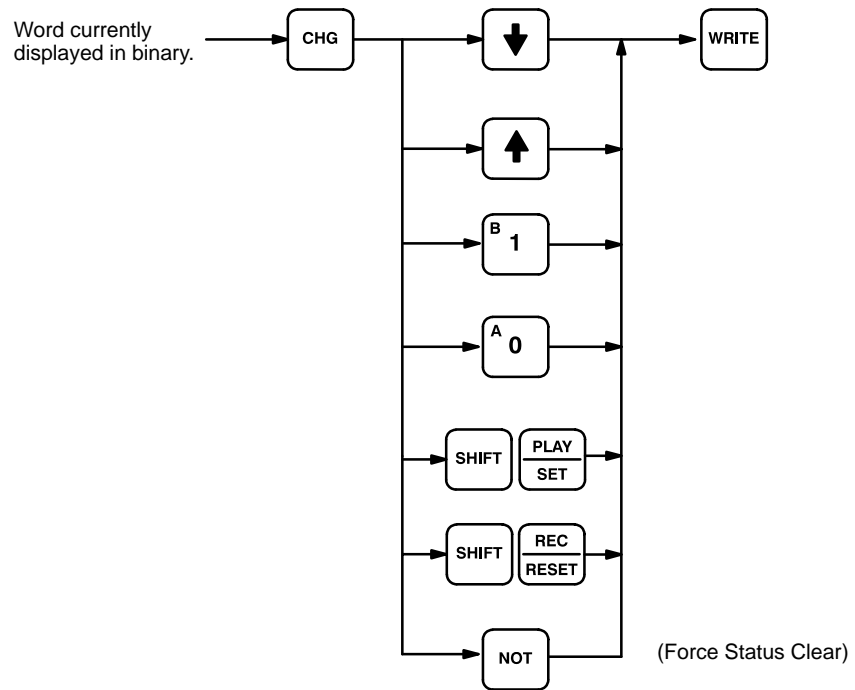 Word currently
displayed in binary.
CHG
WRITE
B
1
A
0
SHIFT
PLAY
SET
SHIFT
REC
RESET
NOT
(Force Status Clear)